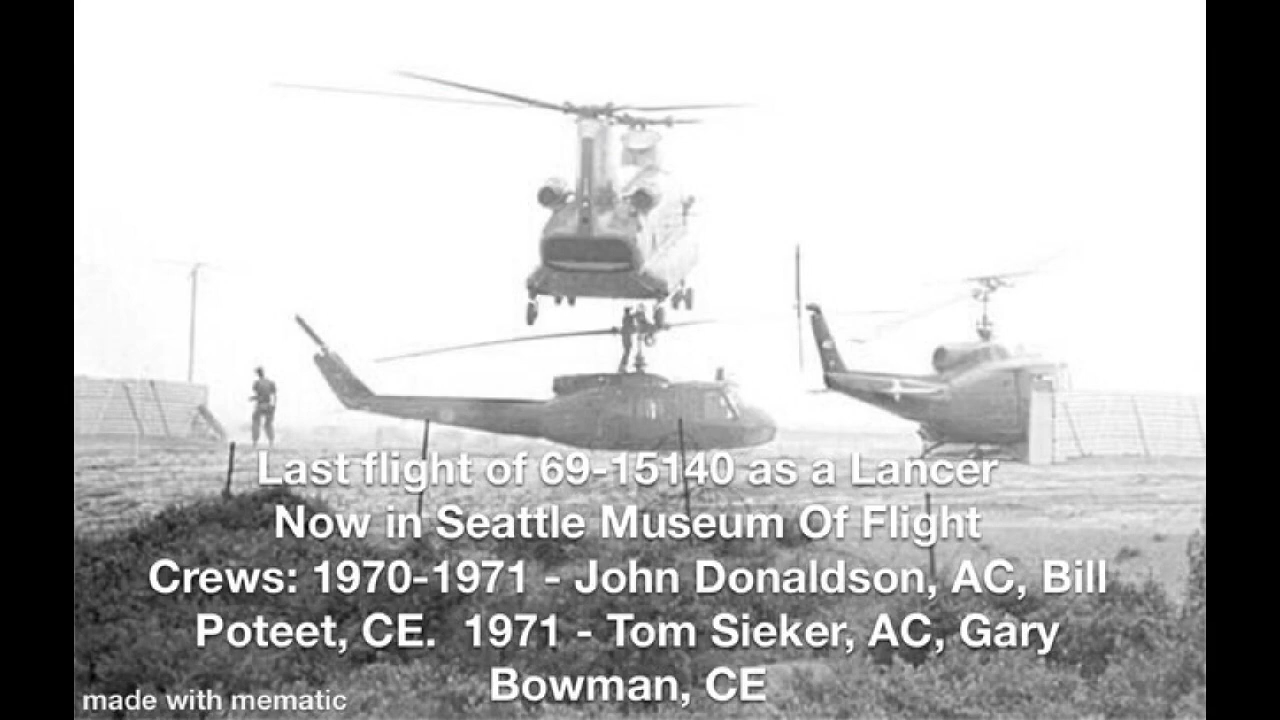 Last flight of 69-15140 as a Lancer
Now in Seattle Museum Of Flight
Crews: 1970-1971 - John Donaldson, AC, Bill
Poteet, CE.  1971 - Tom Sieker, AC, Gary
Bowman, CE
made with mematic